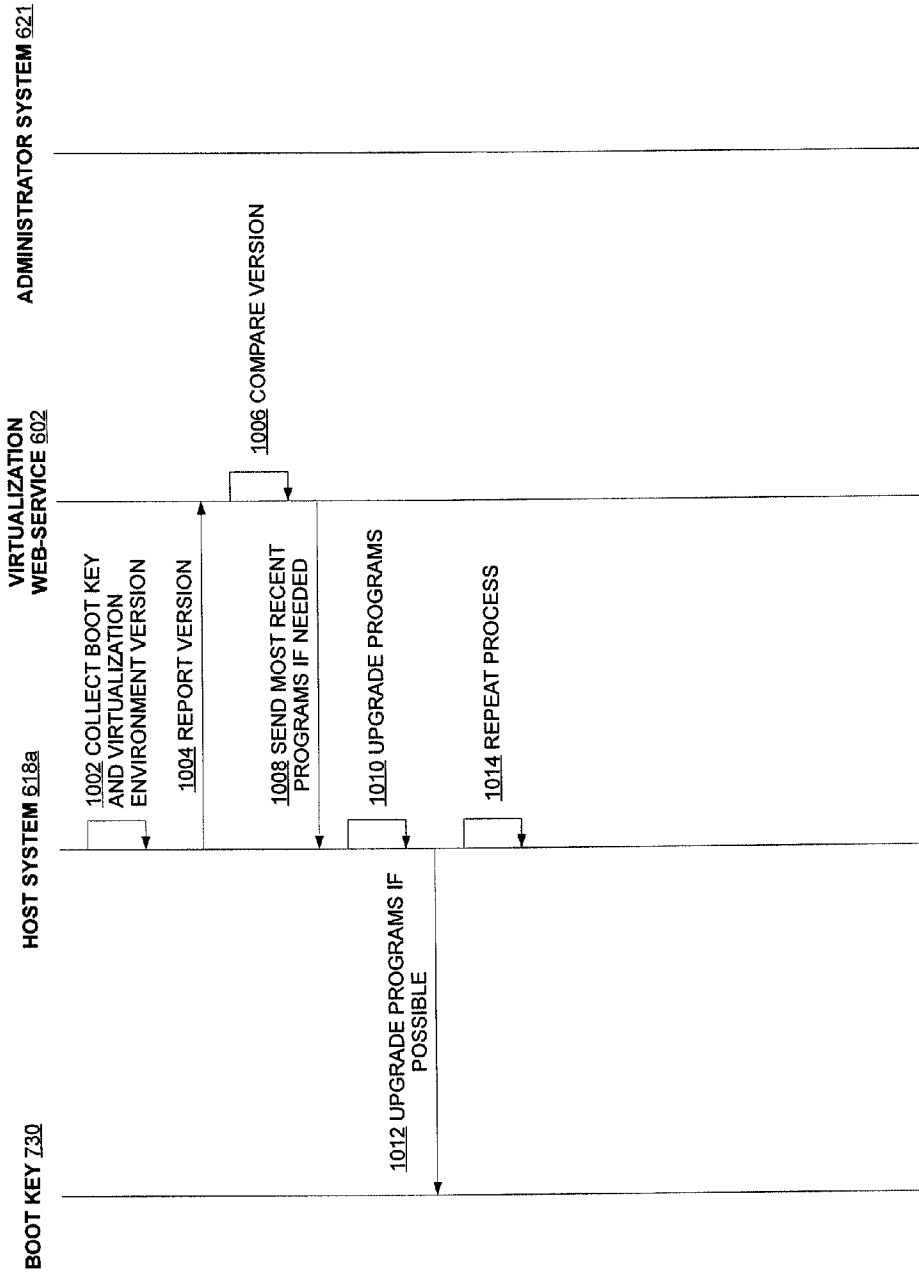 BOOT KEY 730
HOST SYSTEM 618a
VIRTUALIZATION
WEB-SERVICE 602
ADMINISTRATOR SYSTEM 621
1002 COLLECT BOOT KEY
AND VIRTUALIZATION
ENVIRONMENT VERSION
1004 REPORT VERSION
1006 COMPARE VERSION
1008 SEND MOST RECENT
PROGRAMS IF NEEDED
1010 UPGRADE PROGRAMS
1012 UPGRADE PROGRAMS IF
POSSIBLE
1014 REPEAT PROCESS